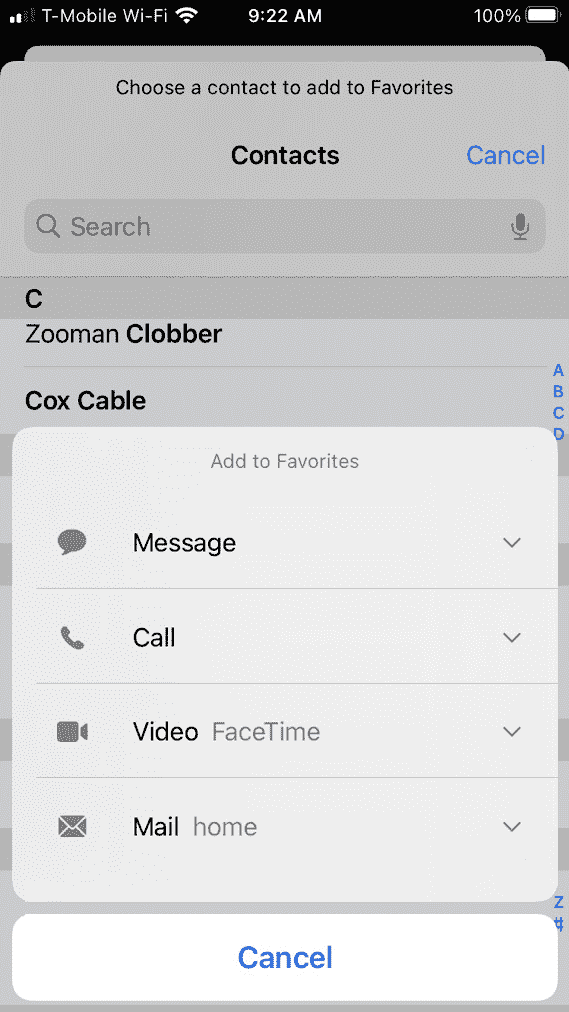 T-Mobile Wi-Fi 9:22 AM 100%
Choose a contact to add to Favorites
Contacts Cancel
Search
C
Zooman Clobber
Cox Cable
A
B
C
D
Add to Favorites
Message
Call
Video FaceTime
Mail home
Z
#
Cancel